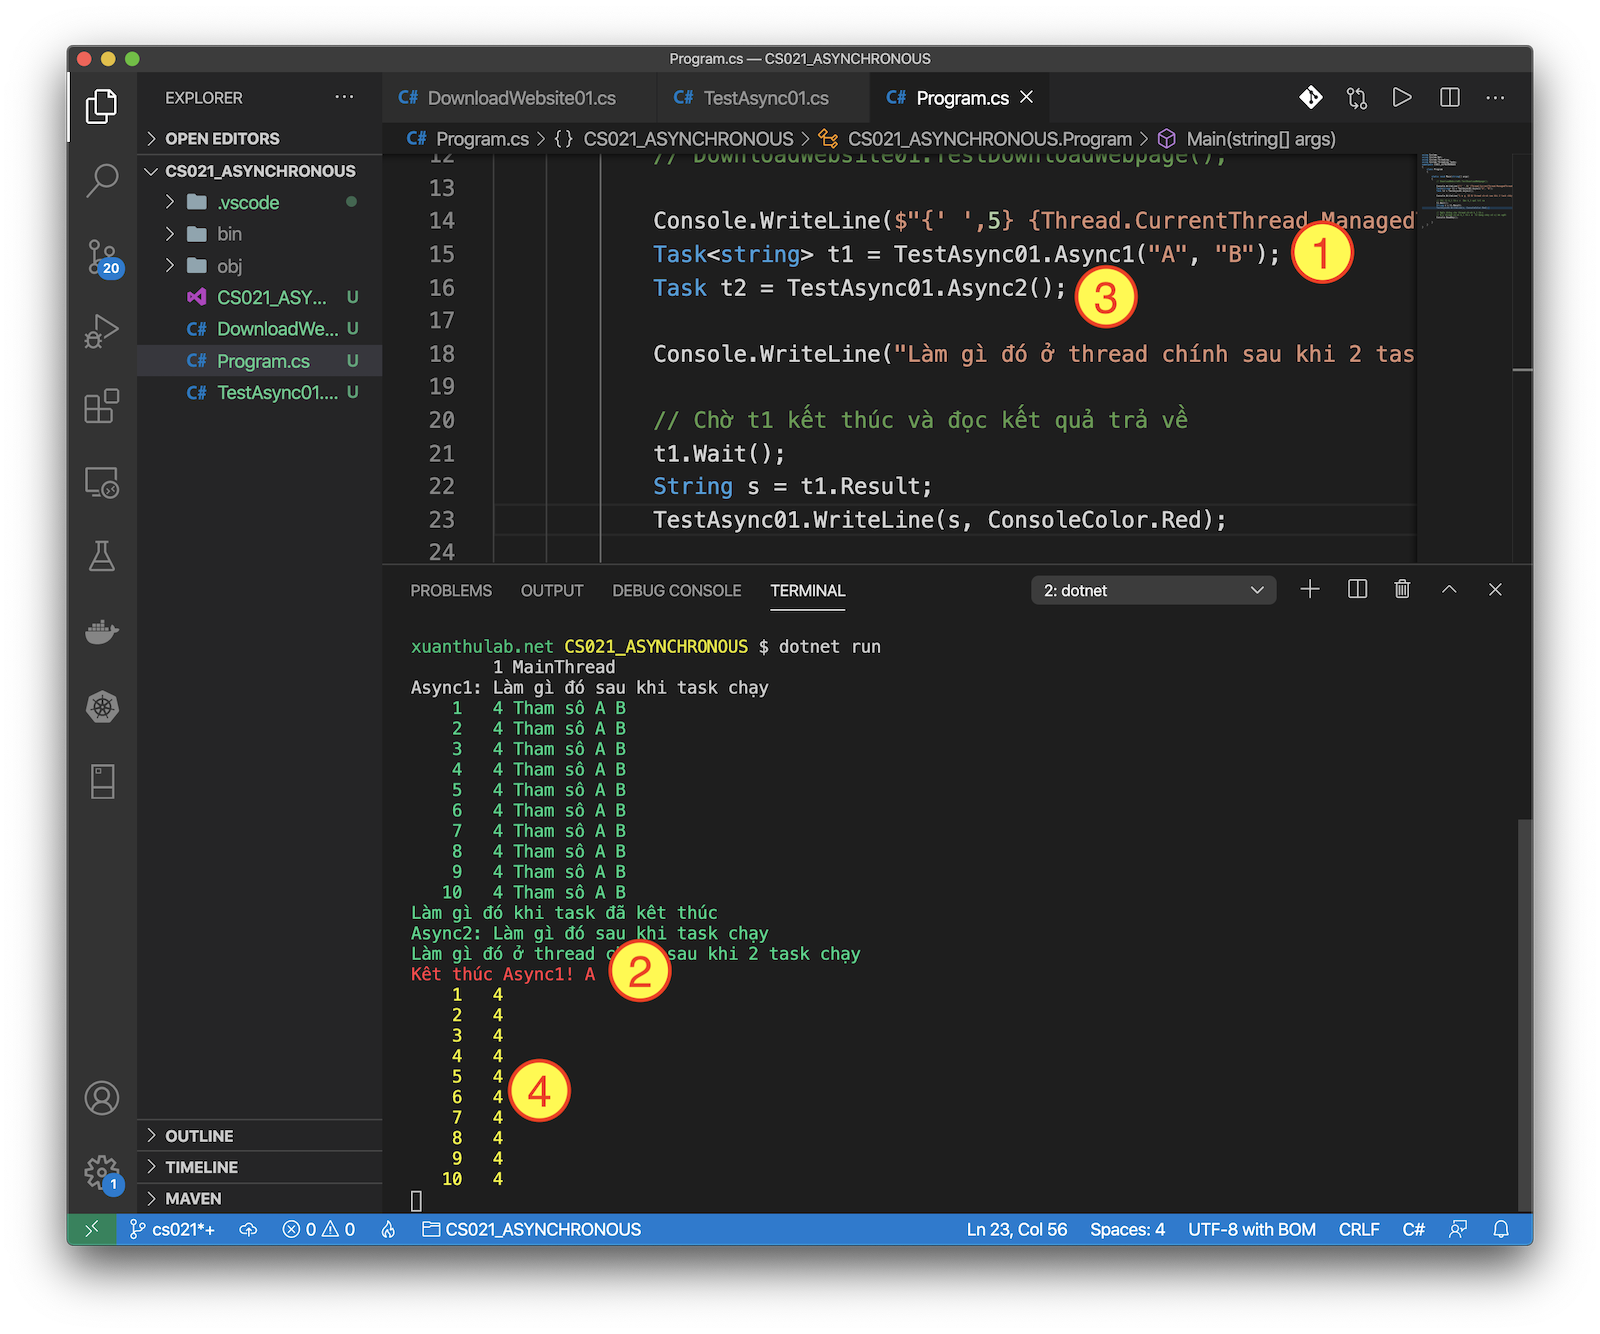 Program.cs — CS021_ASYNCHRONOUS
EXPLORER
DownloadWebsite01.cs
TestAsync01.cs
Program.cs
OPEN EDITORS
Program.cs > {} CS021_ASYNCHRONOUS > CS021_ASYNCHRONOUS.Program > Main(string[] args)
CS021_ASYNCHRONOUS
.vscode
bin
obj
CS021_ASY... U
C# DownloadWe... U
C# Program.cs U
C# TestAsync01.... U
20
12 // DownloadWebsite01.TestDownloadWebpage();
13
14 Console.WriteLine($"{' ',5} {Thread.CurrentThread.Managed
15 Task<string> t1 = TestAsync01.Async1("A", "B");
1
16 Task t2 = TestAsync01.Async2();
3
17
18 Console.WriteLine("Làm gì đó ở thread chính sau khi 2 tas
19
20 // Chờ t1 kết thúc và đọc kết quả trả về
21 t1.Wait();
22 String s = t1.Result;
23 TestAsync01.WriteLine(s, ConsoleColor.Red);
24
PROBLEMS OUTPUT DEBUG CONSOLE TERMINAL
2: dotnet
xuanthulab.net CS021_ASYNCHRONOUS $ dotnet run
1 MainThread
Async1: Làm gì đó sau khi task chạy
1 4 Tham sô A B
2 4 Tham sô A B
3 4 Tham sô A B
4 4 Tham sô A B
5 4 Tham sô A B
6 4 Tham sô A B
7 4 Tham sô A B
8 4 Tham sô A B
9 4 Tham sô A B
10 4 Tham sô A B
Làm gì đó khi task đã kêt thúc
Async2: Làm gì đó sau khi task chạy
Làm gì đó ở thread sau khi 2 task chạy
Kêt thúc Async1! A
2
1 4
2 4
3 4
4 4
5 4
6 4
7 4
8 4
9 4
10 4
4
OUTLINE
TIMELINE
MAVEN
1
cs021*+
0 0
CS021_ASYNCHRONOUS
Ln 23, Col 56
Spaces: 4
UTF-8 with BOM
CRLF
C#